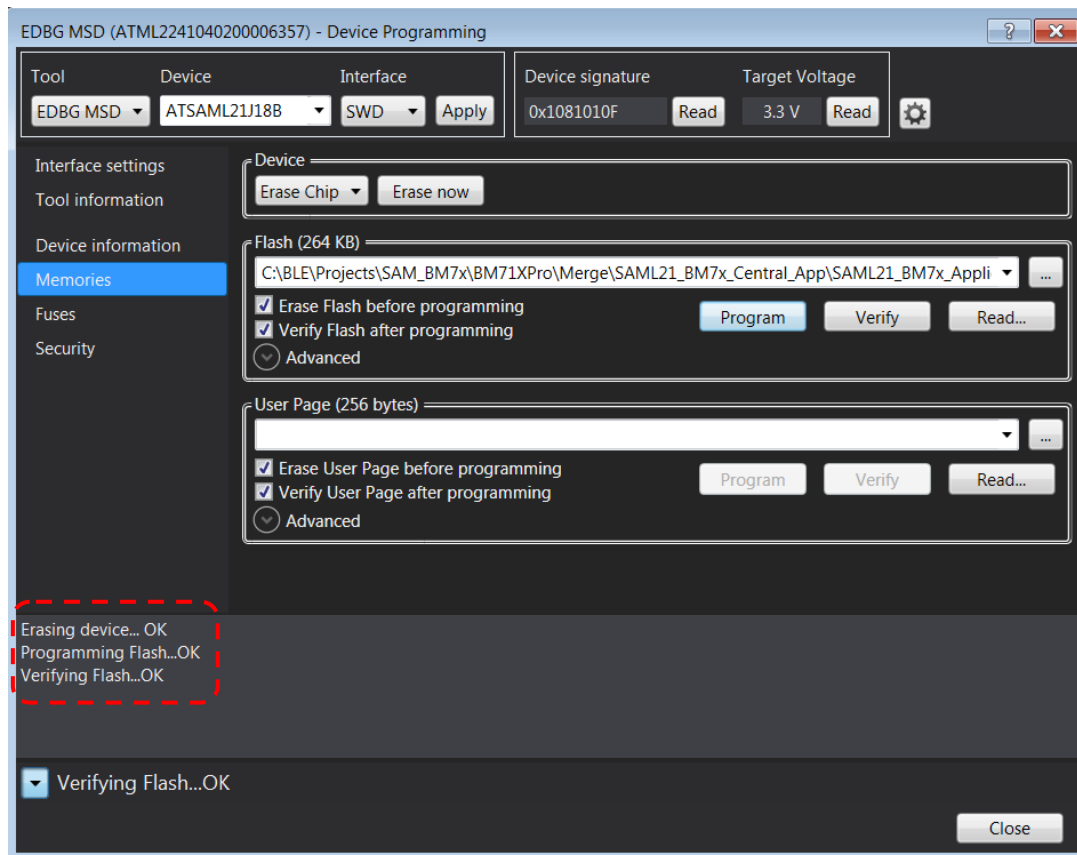 EDBG MSD (ATML2241040200006357) - Device Programming
Tool Device Interface Device signature Target Voltage
EDBG MSD ATSAML21J18B SWD Apply 0x1081010F Read 3.3 V Read
Interface settings
Tool information
Device information
Memories
Fuses
Security
Device
Erase Chip Erase now
Flash (264 KB)
C:\BLE\Projects\SAM_BM7x\BM71XPro\Merge\SAML21_BM7x_Central_App\SAML21_BM7x_Appli ...
Erase Flash before programming
Verify Flash after programming
Program Verify Read...
Advanced
User Page (256 bytes)
...
Erase User Page before programming
Verify User Page after programming
Program Verify Read...
Advanced
Erasing device... OK
Programming Flash...OK
Verifying Flash...OK
Verifying Flash...OK
Close